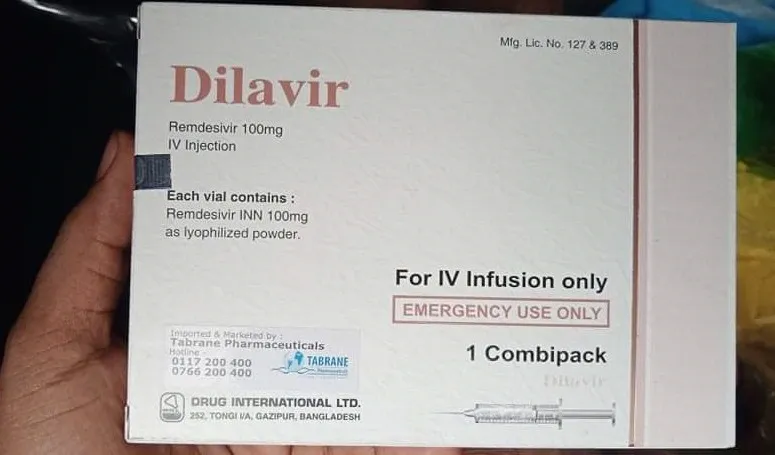 Mfg. Lic. No. 127 & 389
Dilavir
Remdesivir 100mg
IV Injection
Each vial contains :
Remdesivir INN 100mg
as lyophilized powder.
For IV Infusion only
EMERGENCY USE ONLY
1 Combipack
Dilavir
Imported & Marketed by :
Tabrane Pharmaceuticals
Hotline -
0117 200 400
0766 200 400
TABRANE
Pharmaceuticals
DRUG INTERNATIONAL LTD.
252, TONGI I/A, GAZIPUR, BANGLADESH